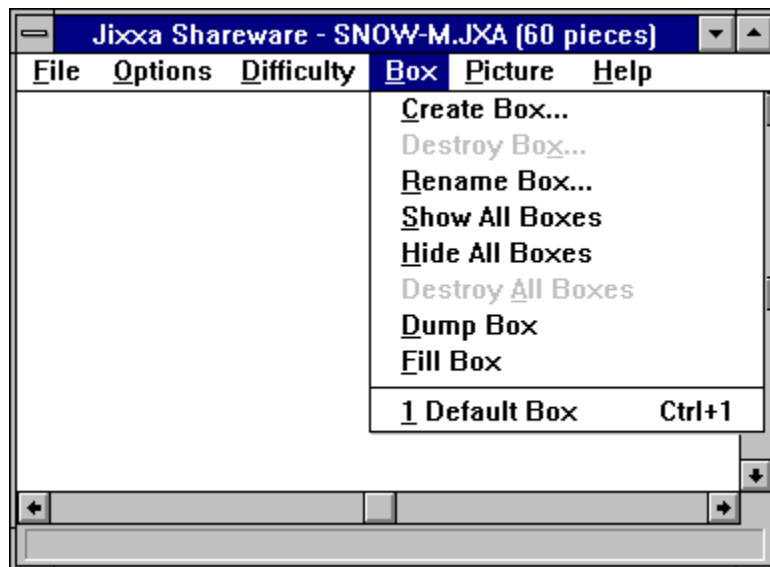 Jixxa Shareware - SNOW-M.JXA (60 pieces)
File Options Difficulty Box Picture Help
Create Box...
Destroy Box...
Rename Box...
Show All Boxes
Hide All Boxes
Destroy All Boxes
Dump Box
Fill Box
1 Default Box Ctrl+1